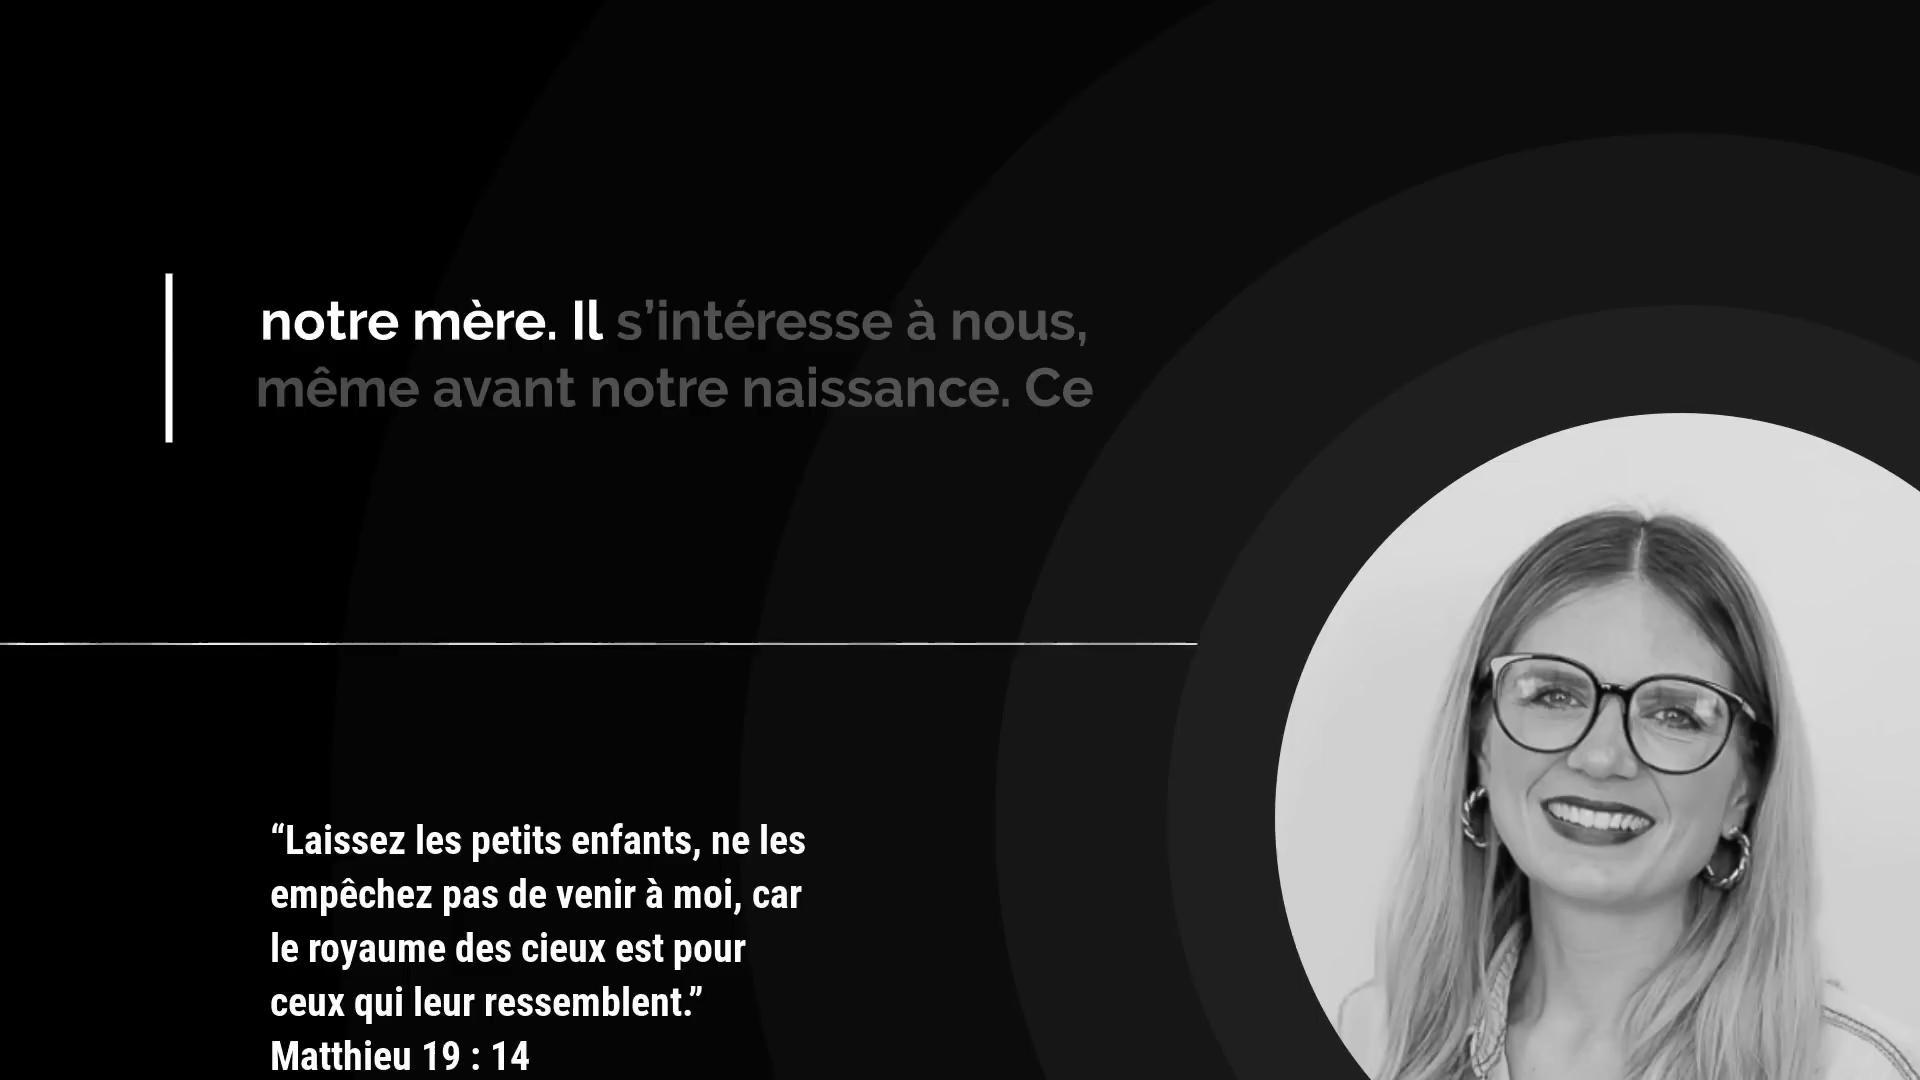 notre mère. Il s’intéresse à nous,
même avant notre naissance. Ce
“Laissez les petits enfants, ne les
empêchez pas de venir à moi, car
le royaume des cieux est pour
ceux qui leur ressemblent.”
Matthieu 19 : 14